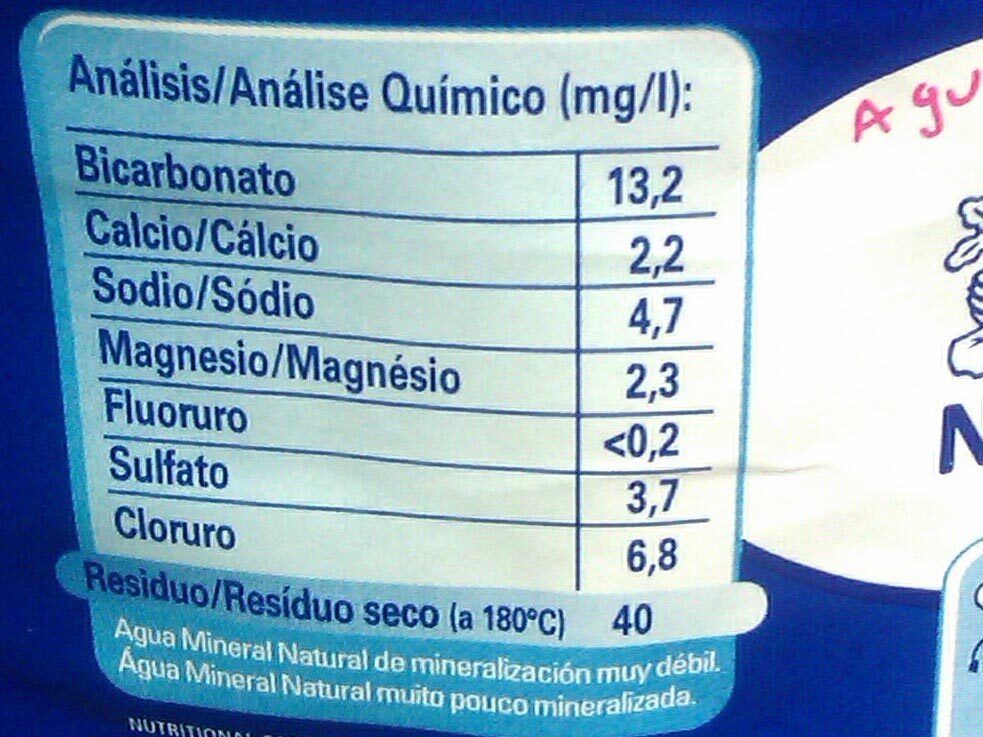 Análisis/Análise Químico (mg/l):
Bicarbonato 13,2
Calcio/Cálcio 2,2
Sodio/Sódio 4,7
Magnesio/Magnésio 2,3
Fluoruro <0,2
Sulfato 3,7
Cloruro 6,8
Residuo/Resíduo seco (a 180ºC) 40
Agua Mineral Natural de mineralización muy débil.
Água Mineral Natural muito pouco mineralizada.